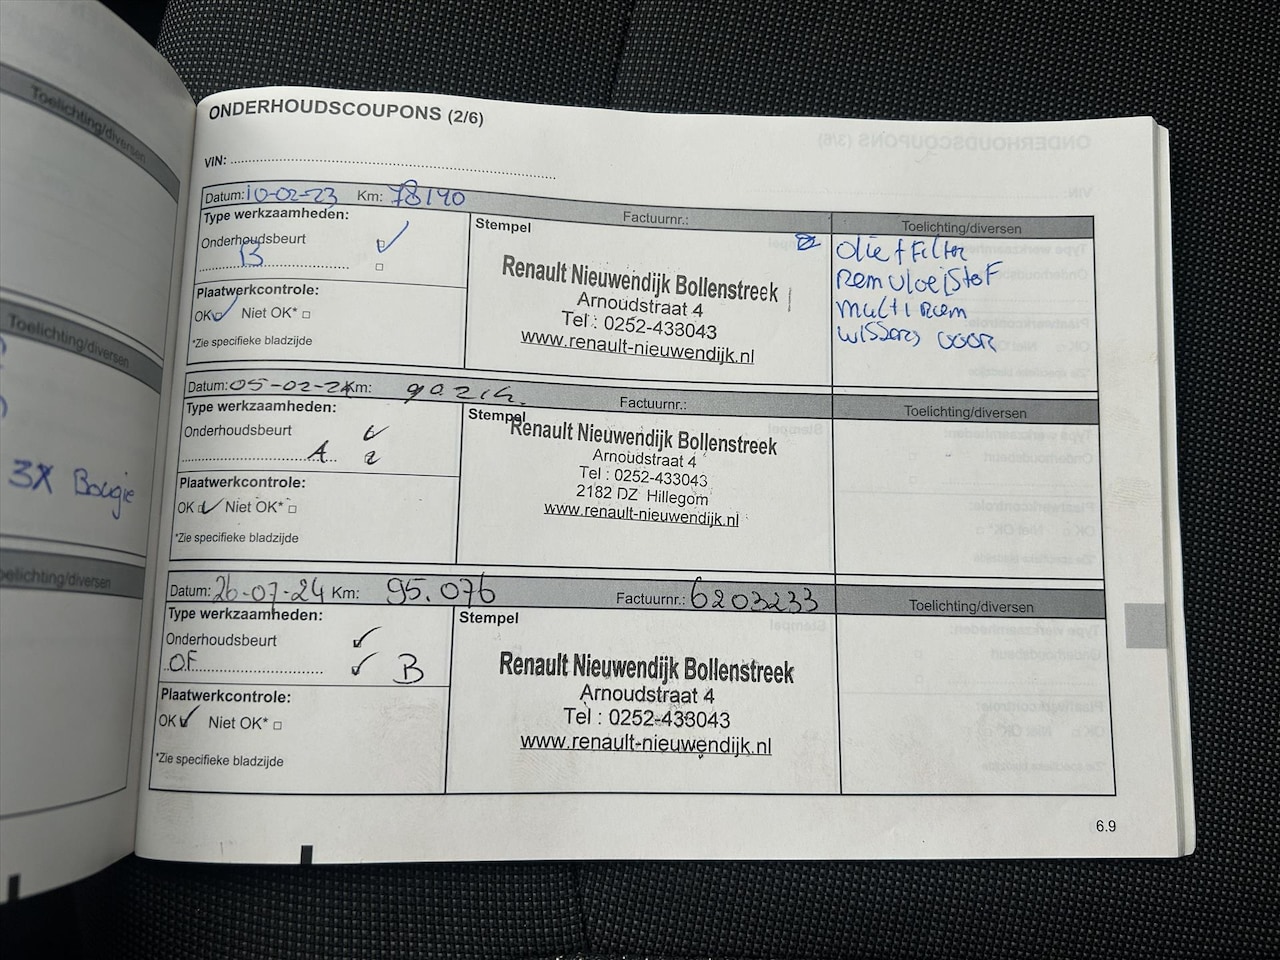 Toelichting/diversen
Toelichting/diversen
3X Bougie
elichting/diversen
ONDERHOUDSCOUPONS (2/6)
VIN:
Datum: 10-02-23 Km: 78190 Factuurnr.:
Type werkzaamheden:
Onderhoudsbeurt
B
Plaatwerkcontrole:
OK Niet OK*
*Zie specifieke bladzijde
Stempel
Renault Nieuwendijk Bollenstreek
Arnoudstraat 4
Tel : 0252-433043
www.renault-nieuwendijk.nl
Toelichting/diversen
olie + Filter
Remvloeistof
multiriem
wissers voor
Datum: 05-02-24 Km: Factuurnr.:
Type werkzaamheden:
Onderhoudsbeurt
A
Plaatwerkcontrole:
OK Niet OK*
*Zie specifieke bladzijde
Stempel
Renault Nieuwendijk Bollenstreek
Arnoudstraat 4
Tel : 0252-433043
2182 DZ Hillegom
www.renault-nieuwendijk.nl
Toelichting/diversen
Datum: 26-07-24 Km: 95.076 Factuurnr.: 6203233
Type werkzaamheden:
Onderhoudsbeurt
OF B
Plaatwerkcontrole:
OK Niet OK*
*Zie specifieke bladzijde
Stempel
Renault Nieuwendijk Bollenstreek
Arnoudstraat 4
Tel : 0252-433043
www.renault-nieuwendijk.nl
Toelichting/diversen
6.9